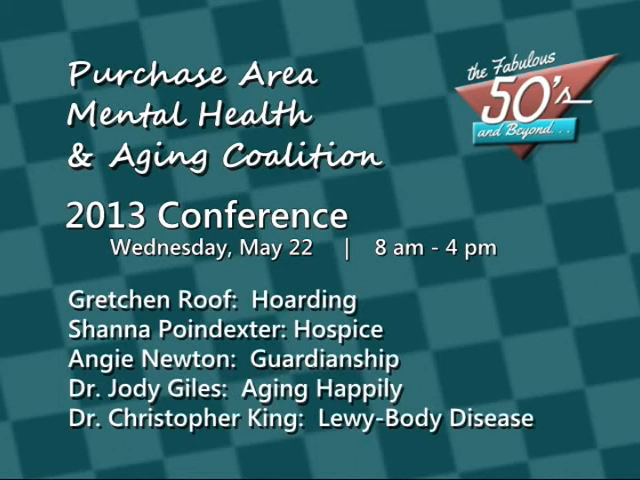 Purchase Area
Mental Health
& Aging Coalition
the Fabulous
50's
and Beyond...
2013 Conference
Wednesday, May 22 | 8 am - 4 pm
Gretchen Roof: Hoarding
Shanna Poindexter: Hospice
Angie Newton: Guardianship
Dr. Jody Giles: Aging Happily
Dr. Christopher King: Lewy-Body Disease